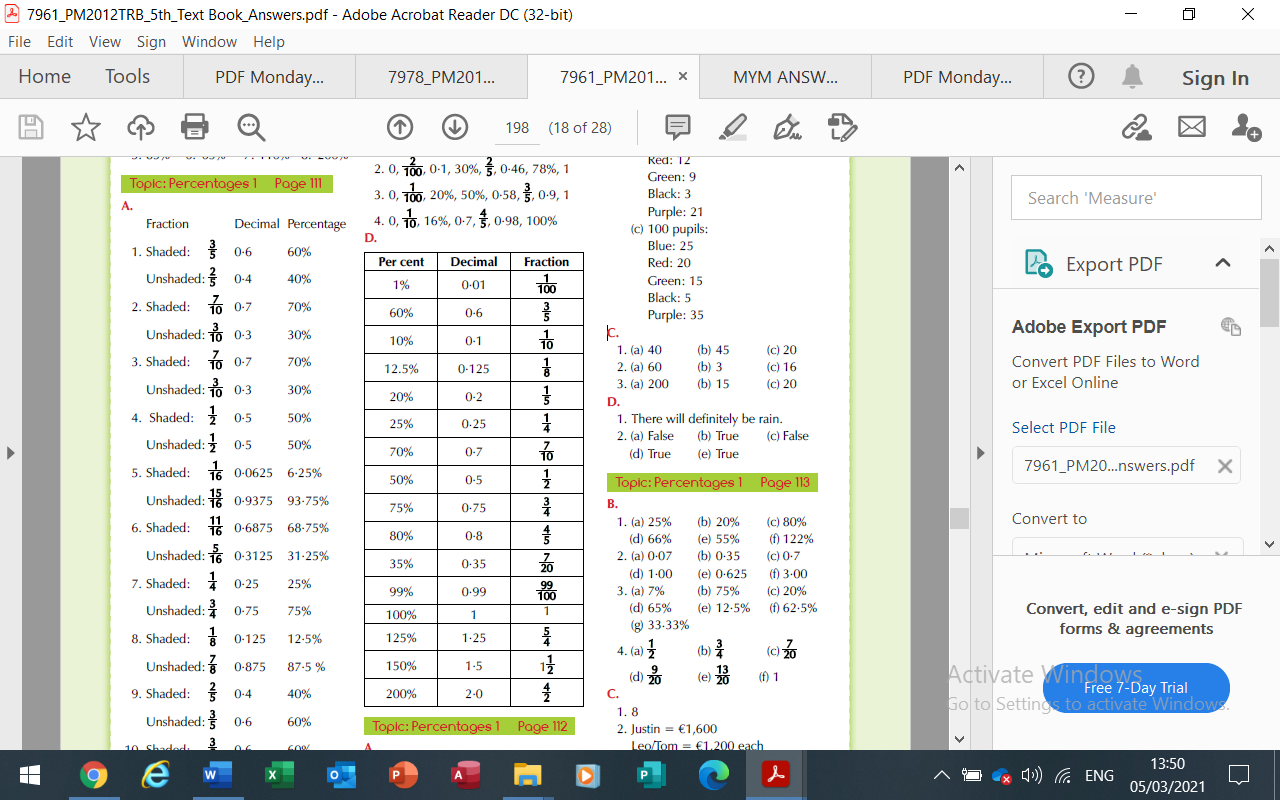 7961_PM2012TRB_5th_Text Book_Answers.pdf - Adobe Acrobat Reader DC (32-bit)
File Edit View Sign Window Help
Home Tools PDF Monday... 7978_PM201... 7961_PM201... × MYM ANSW... PDF Monday... Sign In
198 (18 of 28)
Topic: Percentages 1 Page 111
A.
Fraction Decimal Percentage
1. Shaded: 3/5 0·6 60%
Unshaded: 2/5 0·4 40%
2. Shaded: 7/10 0·7 70%
Unshaded: 3/10 0·3 30%
3. Shaded: 7/10 0·7 70%
Unshaded: 3/10 0·3 30%
4. Shaded: 1/2 0·5 50%
Unshaded: 1/2 0·5 50%
5. Shaded: 1/16 0·0625 6·25%
Unshaded: 15/16 0·9375 93·75%
6. Shaded: 11/16 0·6875 68·75%
Unshaded: 5/16 0·3125 31·25%
7. Shaded: 1/4 0·25 25%
Unshaded: 3/4 0·75 75%
8. Shaded: 1/8 0·125 12·5%
Unshaded: 7/8 0·875 87·5 %
9. Shaded: 2/5 0·4 40%
Unshaded: 3/5 0·6 60%
2. 0, 2/100, 0·1, 30%, 2/5, 0·46, 78%, 1
3. 0, 1/100, 20%, 50%, 0·58, 3/5, 0·9, 1
4. 0, 1/10, 16%, 0·7, 4/5, 0·98, 100%
D.
Per cent Decimal Fraction
1% 0·01 1/100
60% 0·6 3/5
10% 0·1 1/10
12.5% 0·125 1/8
20% 0·2 1/5
25% 0·25 1/4
70% 0·7 7/10
50% 0·5 1/2
75% 0·75 3/4
80% 0·8 4/5
35% 0·35 7/20
99% 0·99 99/100
100% 1 1
125% 1·25 5/4
150% 1·5 1 1/2
200% 2·0 4/2
Topic: Percentages 1 Page 112
Red: 12
Green: 9
Black: 3
Purple: 21
(c) 100 pupils:
Blue: 25
Red: 20
Green: 15
Black: 5
Purple: 35
C.
1. (a) 40 (b) 45 (c) 20
2. (a) 60 (b) 3 (c) 16
3. (a) 200 (b) 15 (c) 20
D.
1. There will definitely be rain.
2. (a) False (b) True (c) False
(d) True (e) True
Topic: Percentages 1 Page 113
B.
1. (a) 25% (b) 20% (c) 80%
(d) 66% (e) 55% (f) 122%
2. (a) 0·07 (b) 0·35 (c) 0·7
(d) 1·00 (e) 0·625 (f) 3·00
3. (a) 7% (b) 75% (c) 20%
(d) 65% (e) 12·5% (f) 62·5%
(g) 33·33%
4. (a) 1/2 (b) 3/4 (c) 7/20
(d) 9/20 (e) 13/20 (f) 1
C.
1. 8
2. Justin = €1,600
Leo/Tom = €1,200 each
Search 'Measure'
Export PDF
Adobe Export PDF
Convert PDF Files to Word
or Excel Online
Select PDF File
7961_PM20...nswers.pdf
Convert to
Convert, edit and e-sign PDF
forms & agreements
Free 7-Day Trial
Activate Windows
Go to Settings to activate Windows.
ENG
13:50
05/03/2021